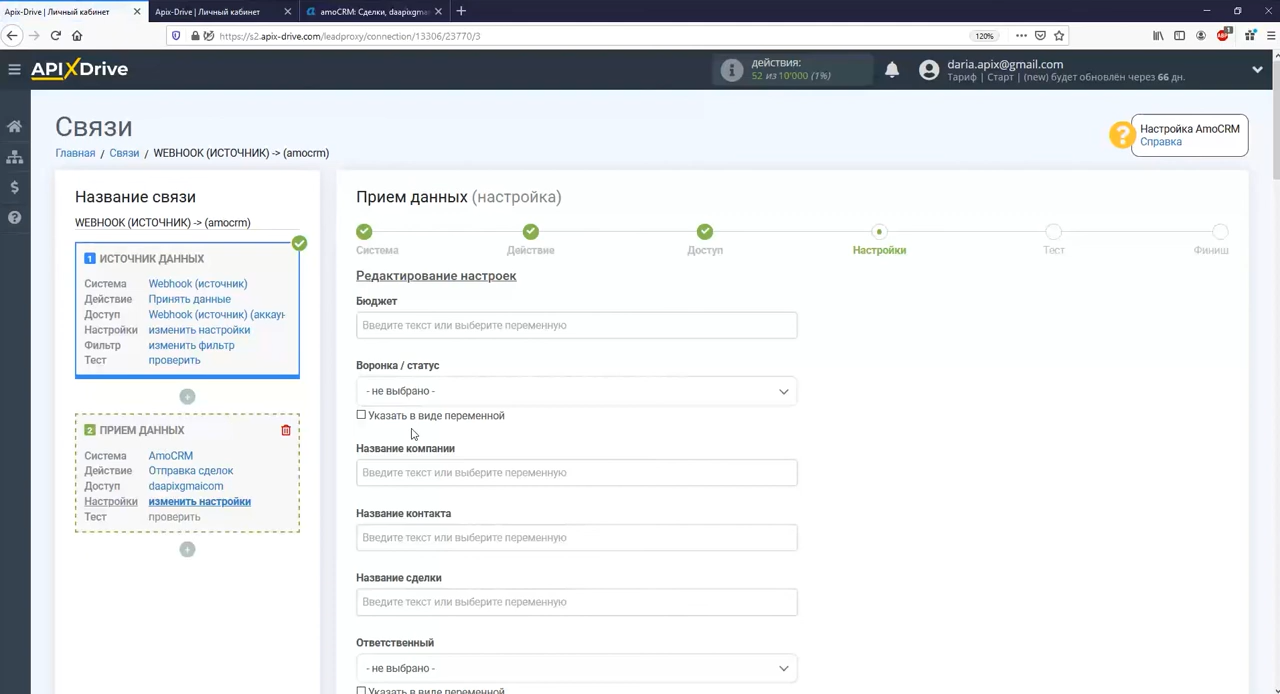 Apix-Drive | Личный кабинет
Apix-Drive | Личный кабинет
amoCRM: Сделки, daapixgma
https://s2.apix-drive.com/leadproxy/connection/13306/23770/3
120%
APIXDrive
действия:
52 из 10'000 (1%)
daria.apix@gmail.com
Тариф | Старт | (new) будет обновлён через 66 дн.
Связи
Главная / Связи / WEBHOOK (ИСТОЧНИК) -> (amocrm)
Настройка AmoCRM
Справка
Название связи
WEBHOOK (ИСТОЧНИК) -> (amocrm)
1 ИСТОЧНИК ДАННЫХ
Система Webhook (источник)
Действие Принять данные
Доступ Webhook (источник) (аккаун
Настройки изменить настройки
Фильтр изменить фильтр
Тест проверить
2 ПРИЕМ ДАННЫХ
Система AmoCRM
Действие Отправка сделок
Доступ daapixgmaicom
Настройки изменить настройки
Тест проверить
Прием данных (настройка)
Система Действие Доступ Настройки Тест Финиш
Редактирование настроек
Бюджет
Введите текст или выберите переменную
Воронка / статус
- не выбрано -
Указать в виде переменной
Название компании
Введите текст или выберите переменную
Название контакта
Введите текст или выберите переменную
Название сделки
Введите текст или выберите переменную
Ответственный
- не выбрано -
Указать в виде переменной